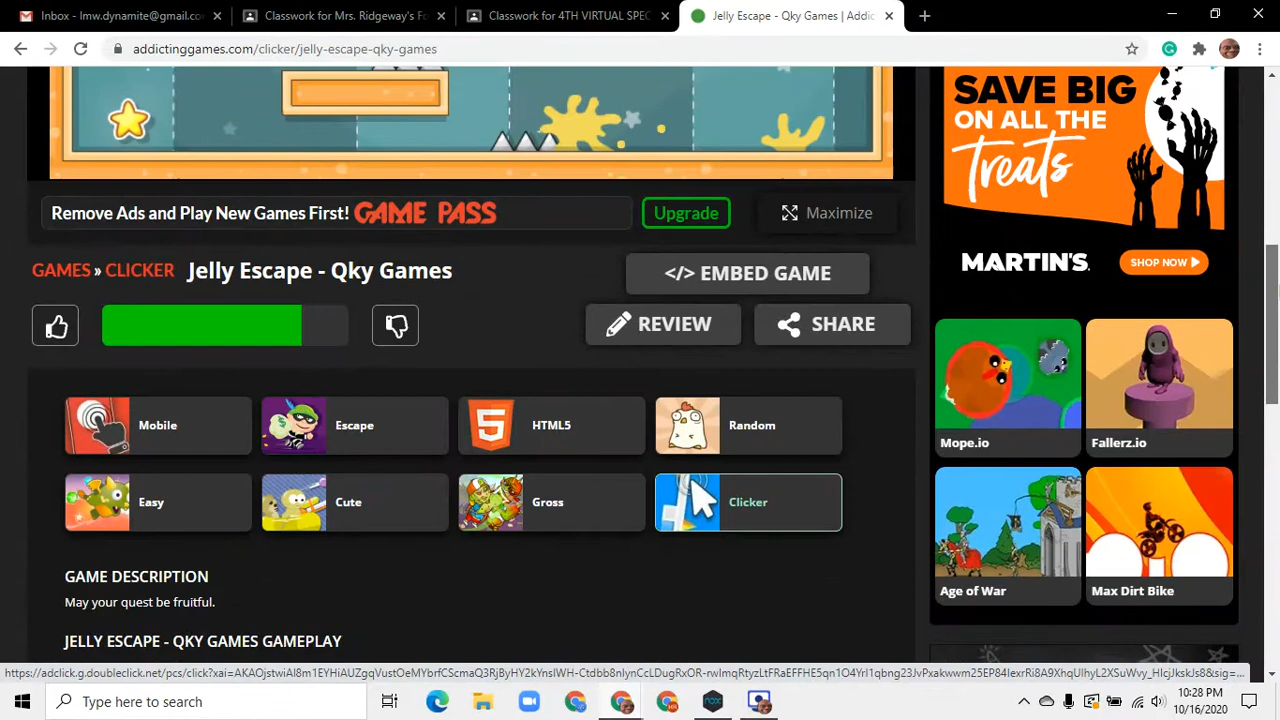 Inbox - lmw.dynamite@gmail.co
Classwork for Mrs. Ridgeway's Fo
Classwork for 4TH VIRTUAL SPEC
Jelly Escape - Qky Games | Addic
addictinggames.com/clicker/jelly-escape-qky-games
SAVE BIG
ON ALL THE
treats
MARTIN'S.
SHOP NOW
Remove Ads and Play New Games First! GAME PASS
Upgrade
Maximize
GAMES » CLICKER Jelly Escape - Qky Games
</> EMBED GAME
REVIEW
SHARE
Mobile
Escape
HTML5
Random
Easy
Cute
Gross
Clicker
Mope.io
Fallerz.io
Age of War
Max Dirt Bike
GAME DESCRIPTION
May your quest be fruitful.
JELLY ESCAPE - QKY GAMES GAMEPLAY
Type here to search
nox
10:28 PM
10/16/2020